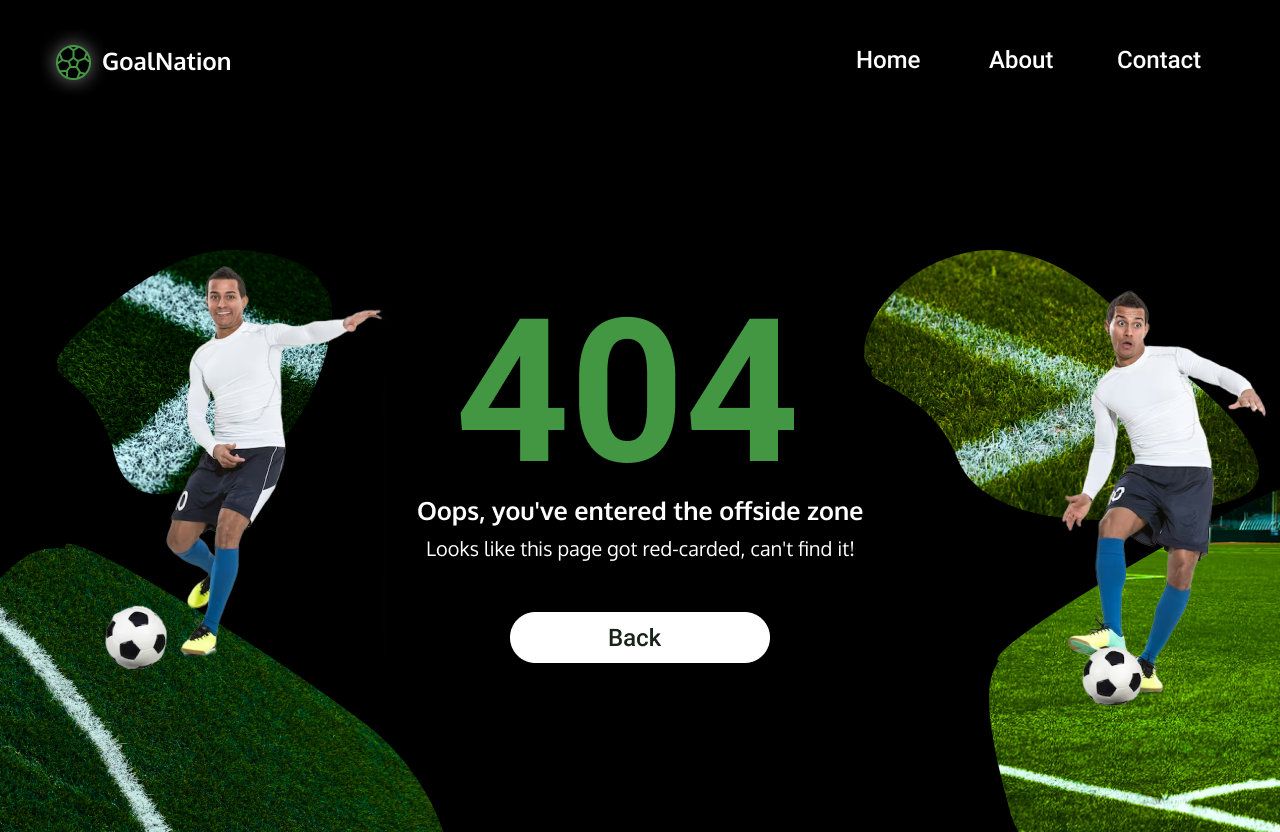 GoalNation
Home About Contact
404
Oops, you've entered the offside zone
Looks like this page got red-carded, can't find it!
Back